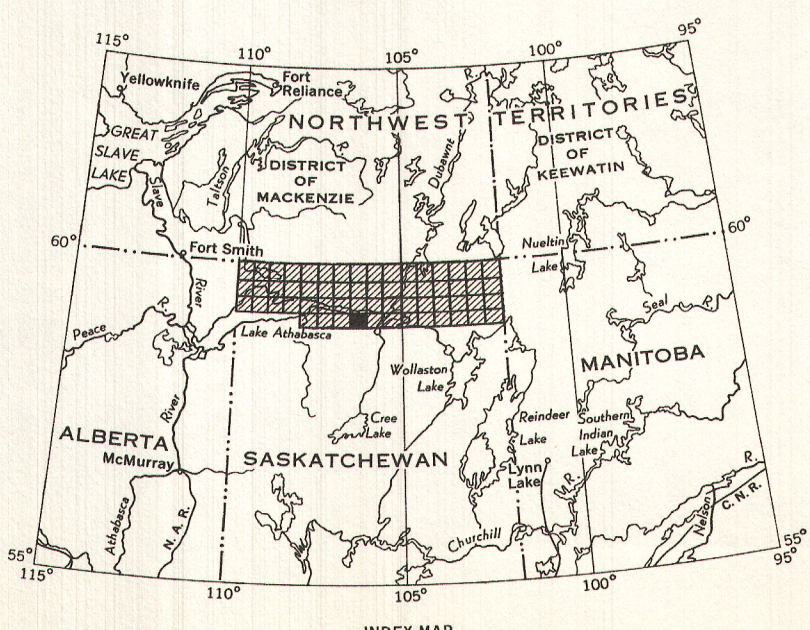 115°
110°
105°
100°
95°
Yellowknife
Fort
Reliance
R.
NORTHWEST TERRITORIES
GREAT
SLAVE
LAKE
Slave
River
Taltson
DISTRICT
OF
MACKENZIE
Dubawnt
DISTRICT
OF
KEEWATIN
60°
Fort Smith
Nueltin
Lake
60°
Peace R.
Lake Athabasca
Seal R.
Wollaston
Lake
MANITOBA
River
Cree
Lake
Reindeer
Lake
Southern
Indian
Lake
ALBERTA
McMurray
SASKATCHEWAN
Lynn
Lake
R.
R.
Athabasca
N. A. R.
Churchill
Nelson
C. N. R.
55°
115°
110°
105°
100°
55°
95°
INDEX MAP